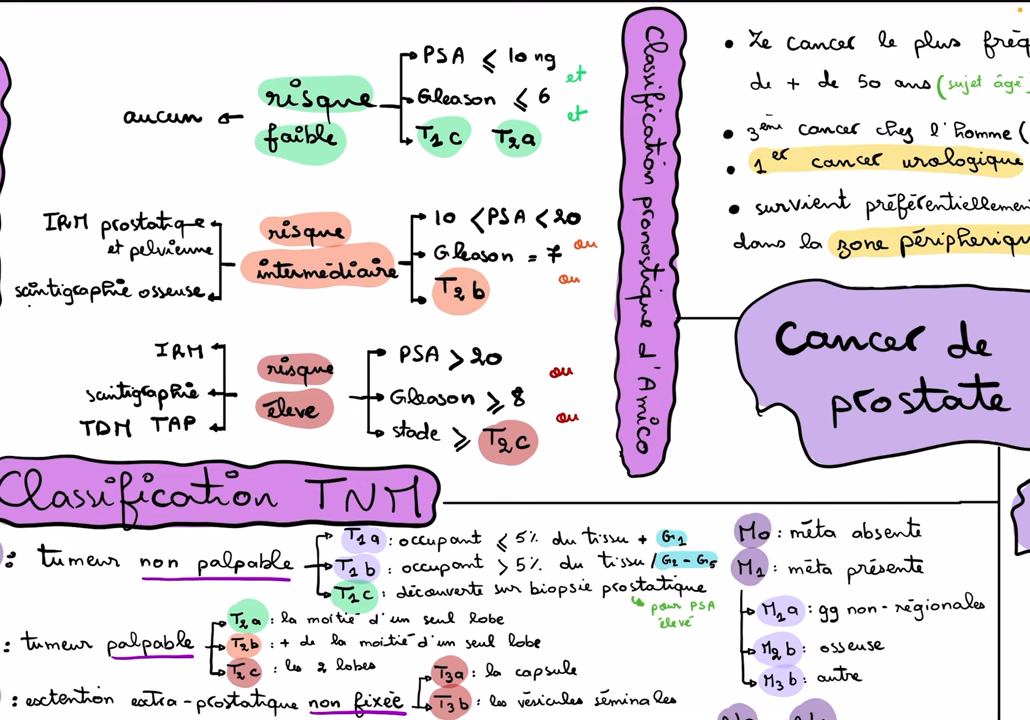 PSA ⩽ 10 ng
et
Gleason ⩽ 6
et
T1c T2a
risque
faible
aucun
10 < PSA < 20
ou
Gleason = 7
ou
T2b
risque
intermédiaire
IRM prostatique
et pelvienne
scintigraphie osseuse
PSA > 20
ou
Gleason ⩾ 8
ou
stade ⩾ T2c
risque
élevé
IRM
scintigraphie
TDM TAP
Classification pronostique d'Amico
• Le cancer le plus fréq
de + de 50 ans (sujet âgé)
• 3ème cancer chez l'homme (
• 1er cancer urologique
• survient préférentiellemen
dans la zone périphériqu
Cancer de
prostate
Classification TNM
: tumeur non palpable
T1a : occupant ⩽ 5% du tissu + G1
T1b : occupant > 5% du tissu / G2 - G5
T1c : découverte sur biopsie prostatique
pour PSA
élevé
: tumeur palpable
T2a : la moitié d'un seul lobe
T2b : + de la moitié d'un seul lobe
T2c : les 2 lobes
: extention extra-prostatique non fixée
T3a : la capsule
T3b : les vésicules séminales
M0 : méta absente
M1 : méta présente
M1a : gg non-régionales
M2b : osseuse
M3b : autre